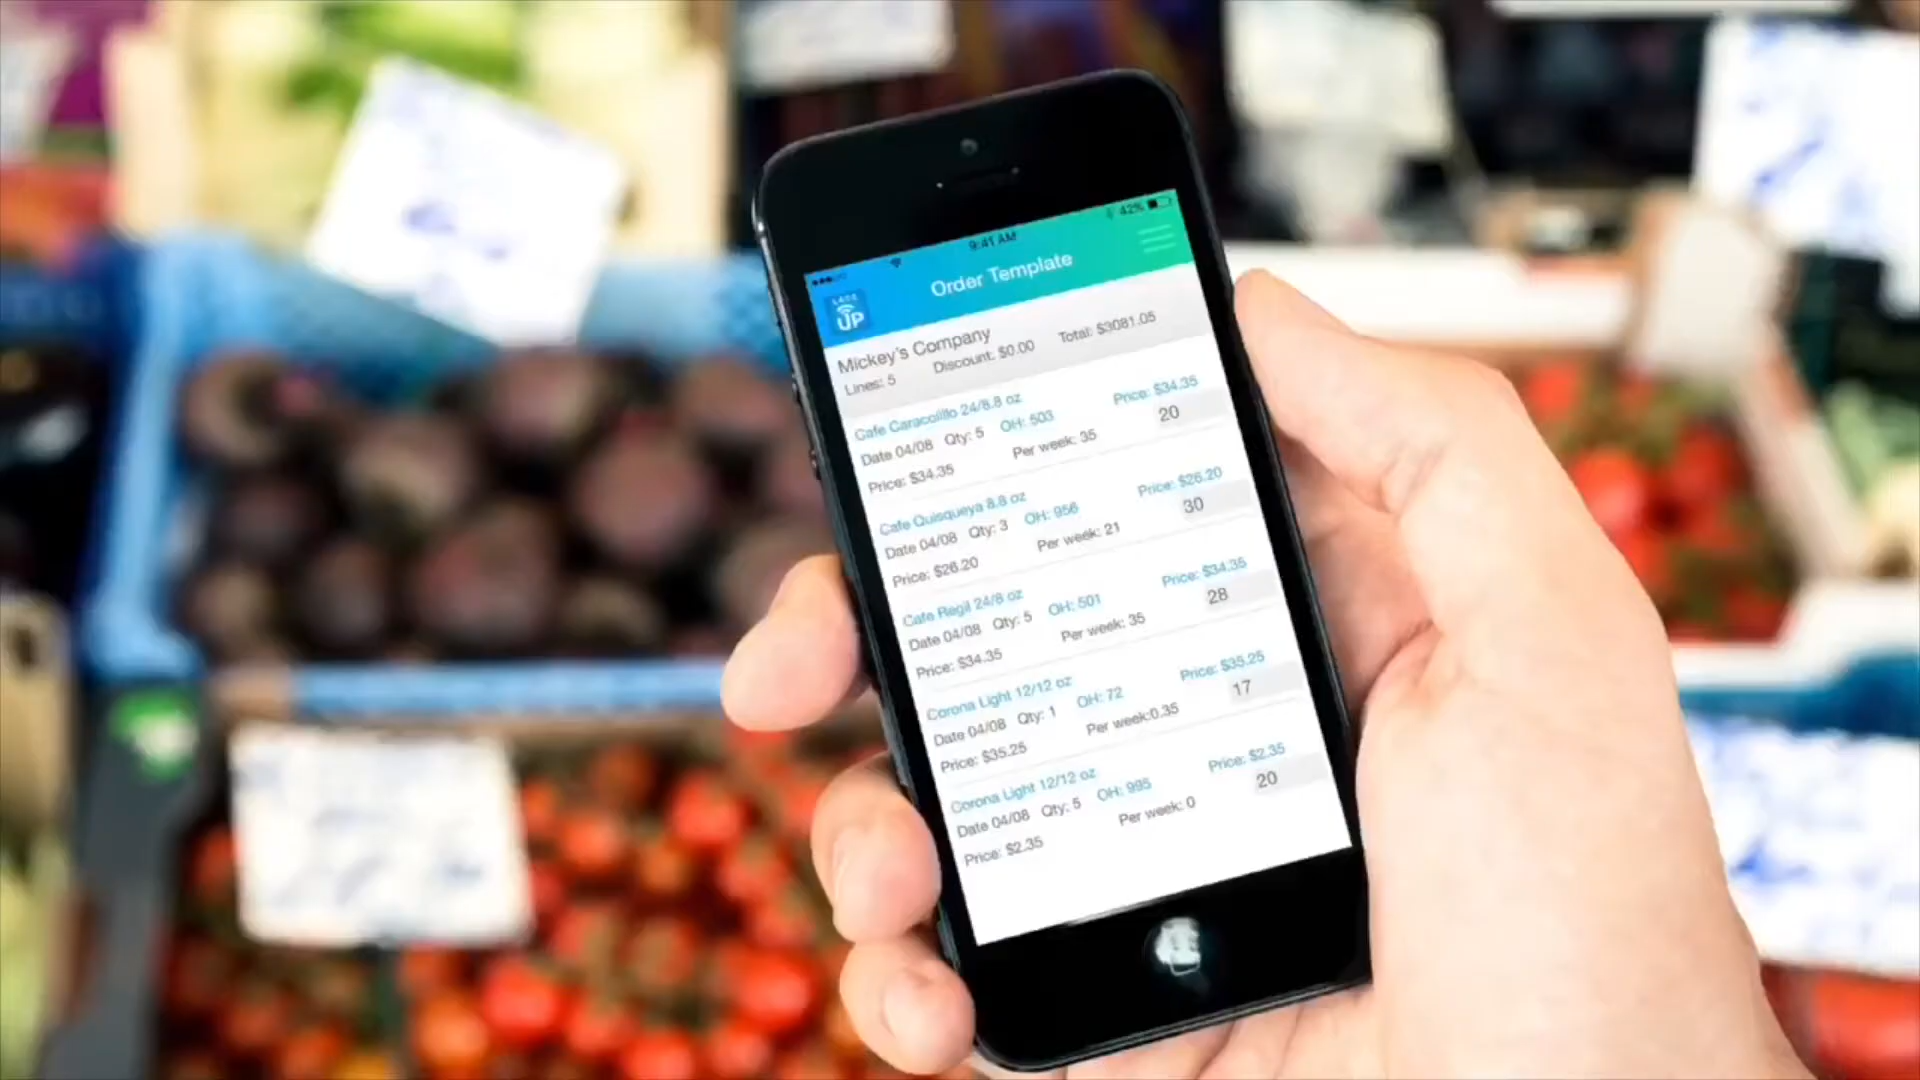 42%
9:41 AM
UP
Order Template
Mickey's Company
Lines: 5 Discount: $0.00 Total: $3081.05
Cafe Caracolillo 24/8.8 oz Price: $34.35
Date 04/08 Qty: 5 OH: 503 20
Price: $34.35 Per week: 35
Cafe Quisqueya 8.8 oz Price: $26.20
Date 04/08 Qty: 3 OH: 956 30
Price: $26.20 Per week: 21
Cafe Regil 24/8 oz Price: $34.35
Date 04/08 Qty: 5 OH: 501 28
Price: $34.35 Per week: 35
Corona Light 12/12 oz Price: $35.25
Date 04/08 Qty: 1 OH: 72 17
Price: $35.25 Per week:0.35
Corona Light 12/12 oz Price: $2.35
Date 04/08 Qty: 5 OH: 995 20
Price: $2.35 Per week: 0